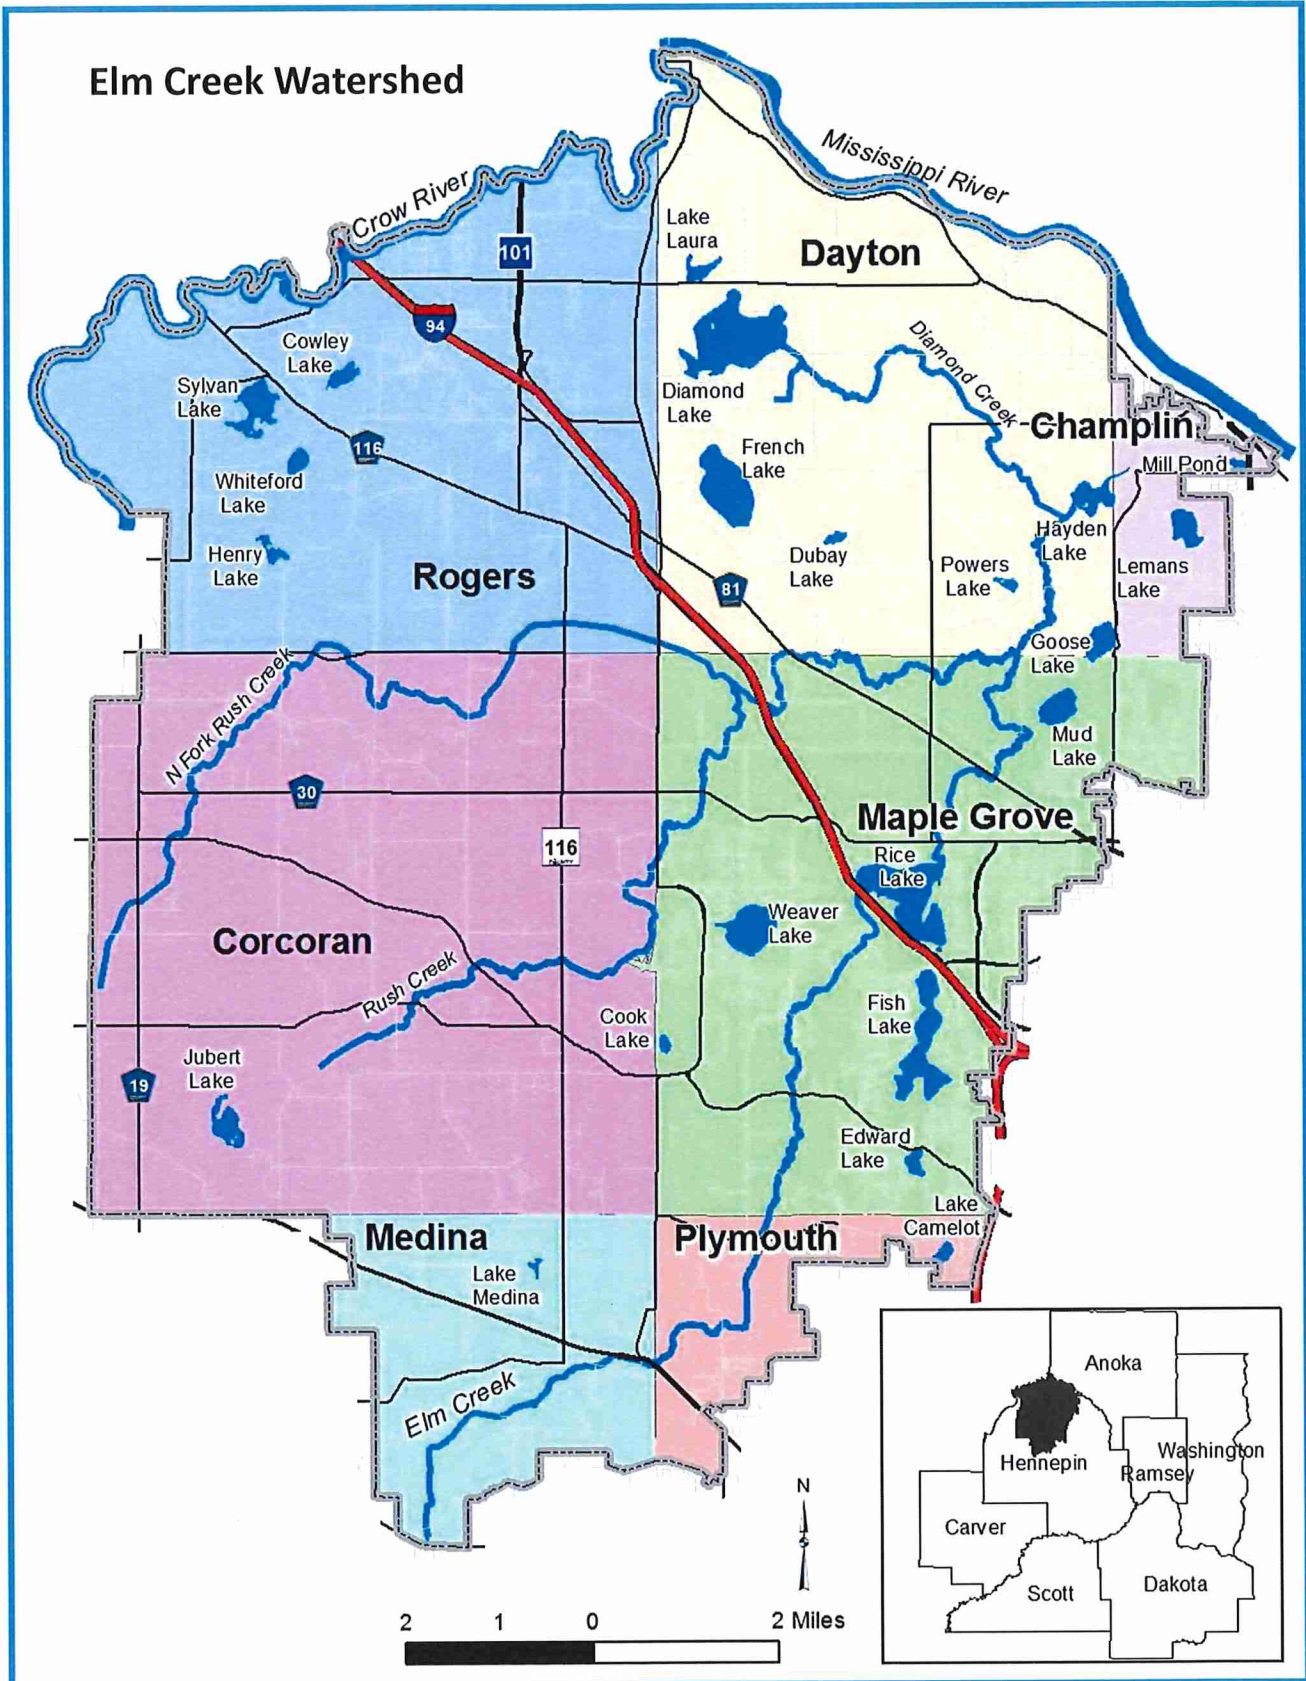 Elm Creek Watershed
Mississippi River
Crow River
Lake
Laura
Dayton
101
94
Cowley
Lake
Diamond Creek
Sylvan
Lake
Diamond
Lake
Champlin
116
French
Lake
Mill Pond
Whiteford
Lake
Hayden
Lake
Henry
Lake
Dubay
Lake
Powers
Lake
Lemans
Lake
Rogers
81
Goose
Lake
N Fork Rush Creek
Mud
Lake
30
Maple Grove
116
COUNTY
Rice
Lake
Weaver
Lake
Corcoran
Rush Creek
Fish
Lake
Cook
Lake
Jubert
Lake
19
Edward
Lake
Lake
Camelot
Medina
Plymouth
Lake
Medina
Elm Creek
Anoka
Hennepin
Washington
Ramsey
Carver
Scott
Dakota
N
2 1 0 2 Miles